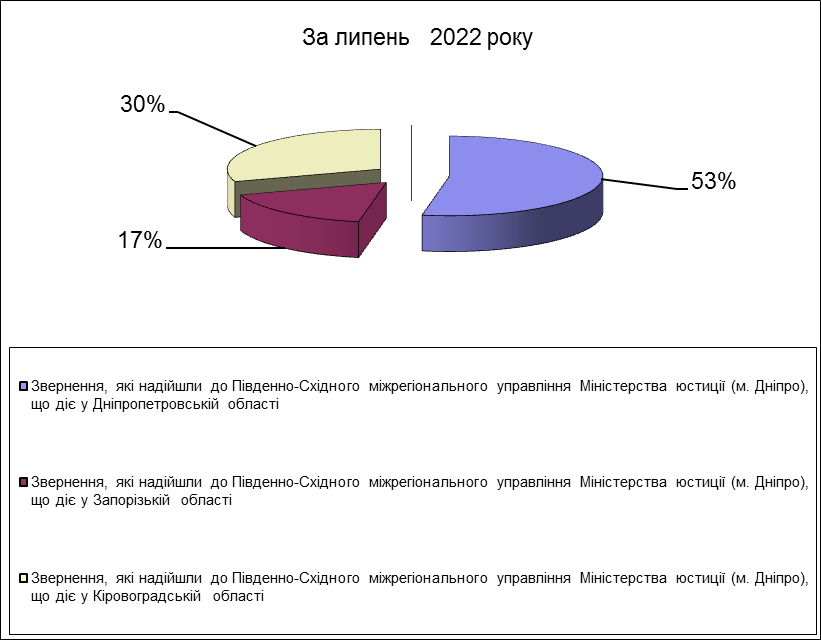 За липень 2022 року
30%
53%
17%
Звернення, які надійшли до Південно-Східного міжрегіонального управління Міністерства юстиції (м. Дніпро),
що діє у Дніпропетровській області
Звернення, які надійшли до Південно-Східного міжрегіонального управління Міністерства юстиції (м. Дніпро),
що діє у Запорізькій області
Звернення, які надійшли до Південно-Східного міжрегіонального управління Міністерства юстиції (м. Дніпро),
що діє у Кіровоградській області